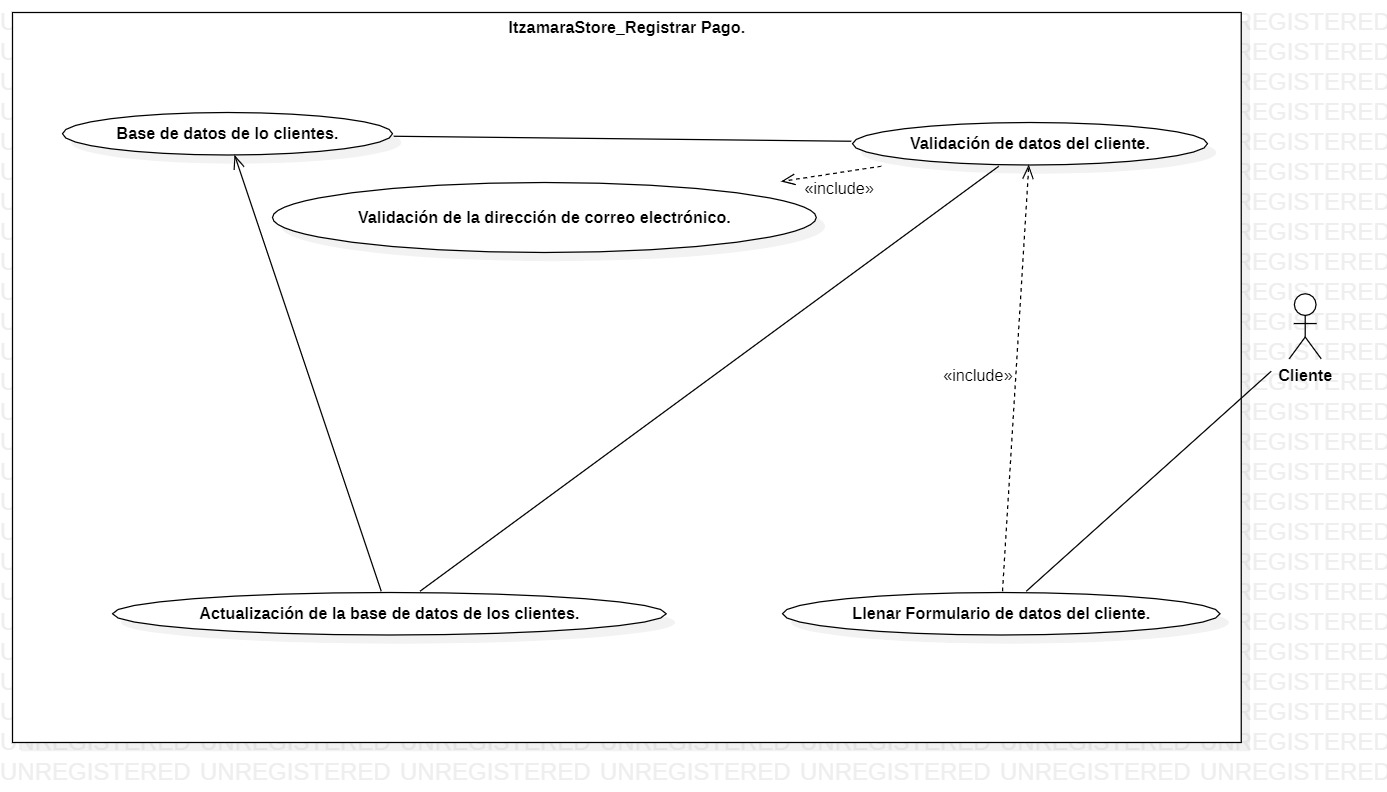 ItzamaraStore_Registrar Pago.
Base de datos de lo clientes.
Validación de datos del cliente.
«include»
Validación de la dirección de correo electrónico.
«include»
Cliente
Actualización de la base de datos de los clientes.
Llenar Formulario de datos del cliente.
UNREGISTERED UNREGISTERED UNREGISTERED UNREGISTERED UNREGISTERED UNREGISTERED UNREGISTERED